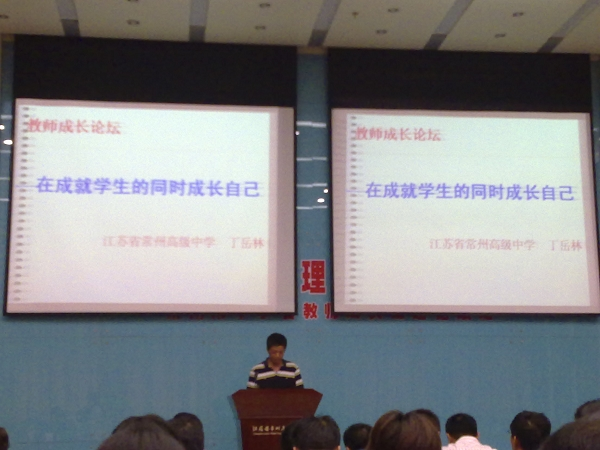 教师成长论坛
在成就学生的同时成长自己
江苏省常州高级中学 丁岳林
教师成长论坛
在成就学生的同时成长自己
江苏省常州高级中学 丁岳林
理
教师